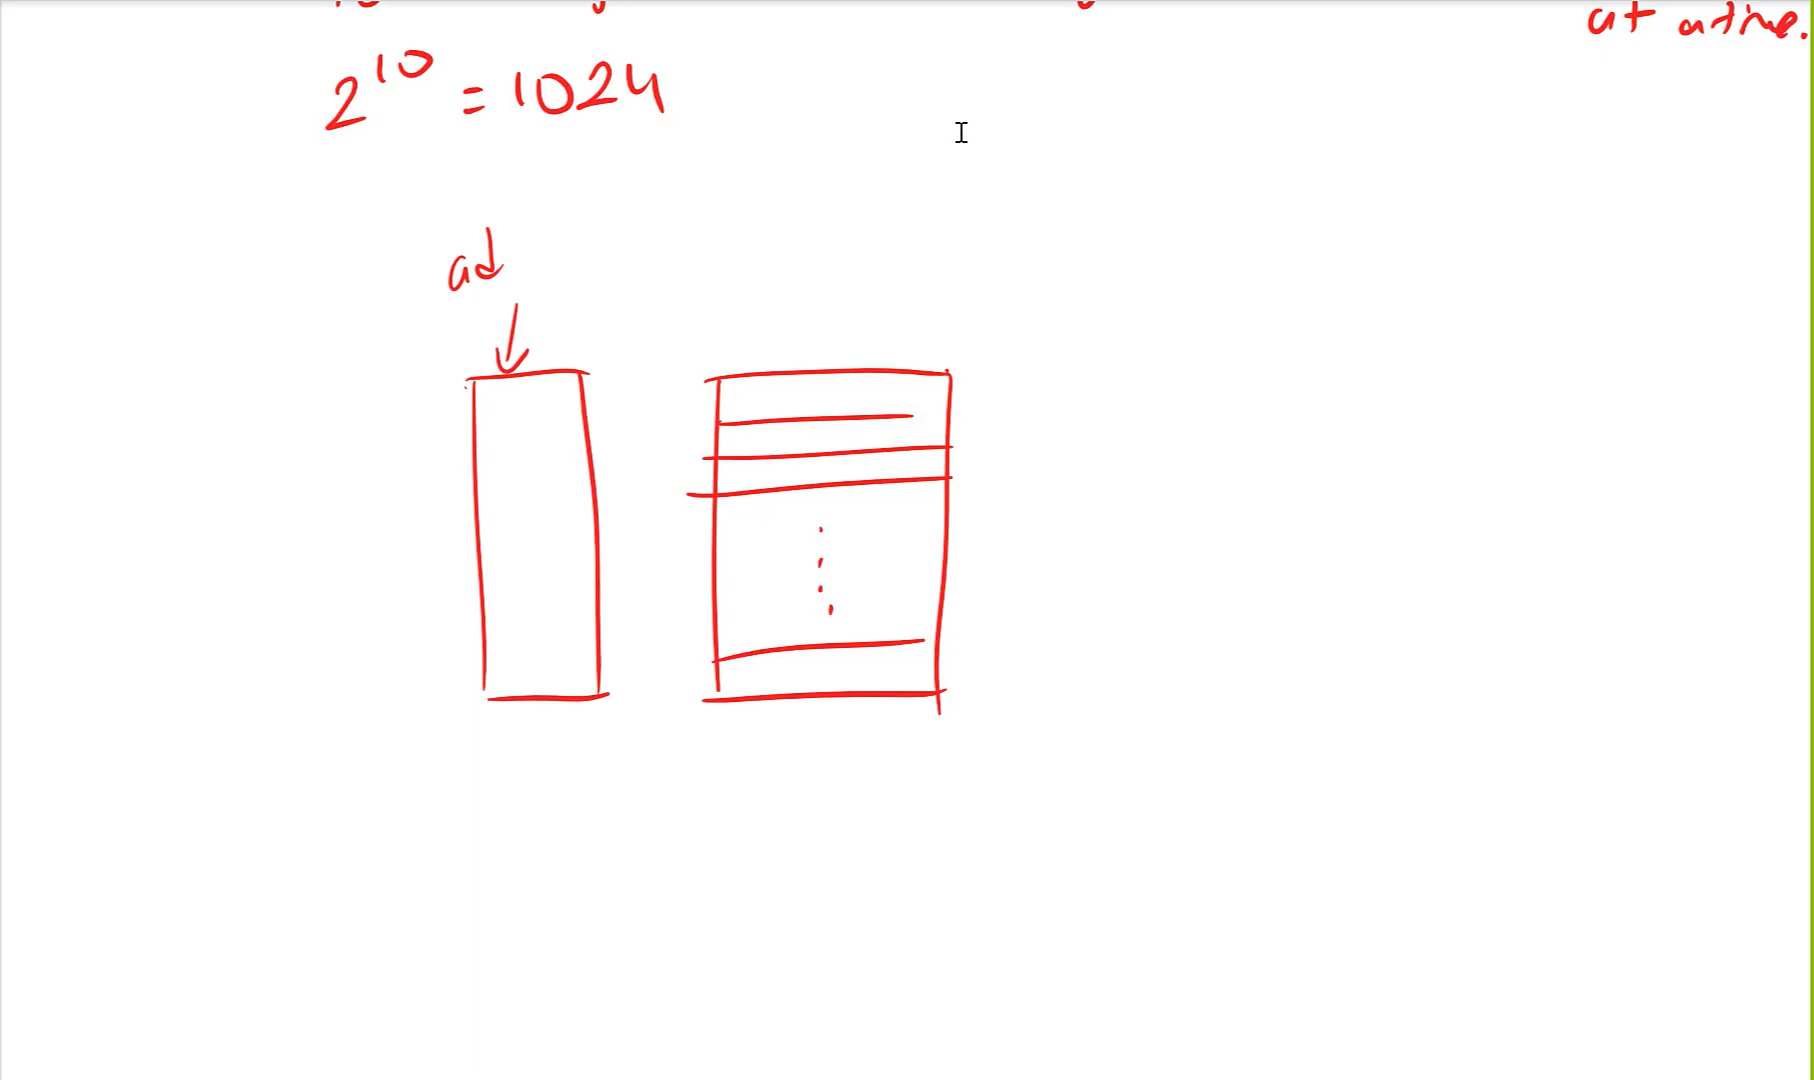 at a time.
2^10 = 1024
ad